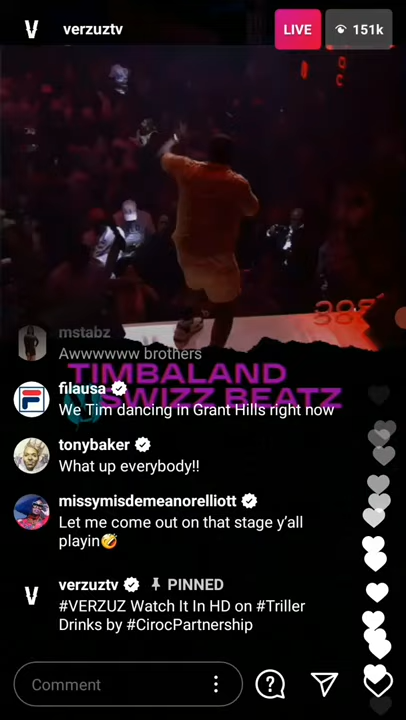 V
verzuztv
LIVE
151k
mstabz
Awwwwww brothers
TIMBALAND
SWIZZ BEATZ
filausa
We Tim dancing in Grant Hills right now
tonybaker
What up everybody!!
missymisdemeanorelliott
Let me come out on that stage y'all
playin🤣
verzuztv PINNED
#VERZUZ Watch It In HD on #Triller
Drinks by #CirocPartnership
Comment